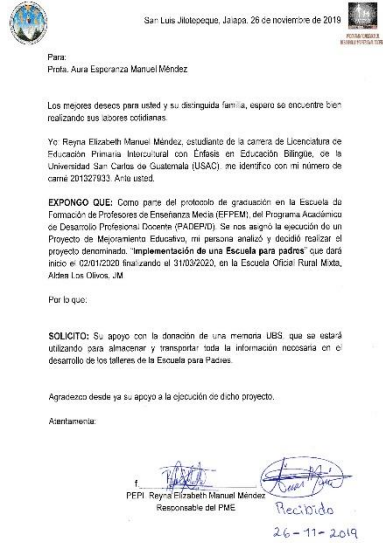 San Luis Jilotepeque, Jalapa, 26 de noviembre de 2019
Para:
Profa. Aura Esperanza Manuel Méndez
Los mejores deseos para usted y su distinguida familia, espero se encuentre bien
realizando sus labores cotidianas.
Yo Reyna Elizabeth Manuel Méndez, estudiante de la carrera de Licenciatura de
Educación Primaria Intercultural con Énfasis en Educación Bilingüe, de la
Universidad San Carlos de Guatemala (USAC), me identifico con mi número de
carné 201327933. Ante usted.
EXPONGO QUE: Como parte del protocolo de graduación en la Escuela de
Formación de Profesores de Enseñanza Media (EFPEM), del Programa Académico
de Desarrollo Profesional Docente (PADEP/D). Se nos asignó la ejecución de un
Proyecto de Mejoramiento Educativo, mi persona analizó y decidió realizar el
proyecto denominado. "Implementación de una Escuela para padres" que dará
inicio el 02/01/2020 finalizando el 31/03/2020, en la Escuela Oficial Rural Mixta,
Aldea Los Olivos, JM
Por lo que:
SOLICITO: Su apoyo con la donación de una memoria UBS, que se estará
utilizando para almacenar y transportar toda la información necesaria en el
desarrollo de los talleres de la Escuela para Padres.
Agradezco desde ya su apoyo a la ejecución de dicho proyecto.
Atentamente:
f.
PEPI. Reyna Elizabeth Manuel Méndez
Responsable del PME
Recibido
26-11-2019